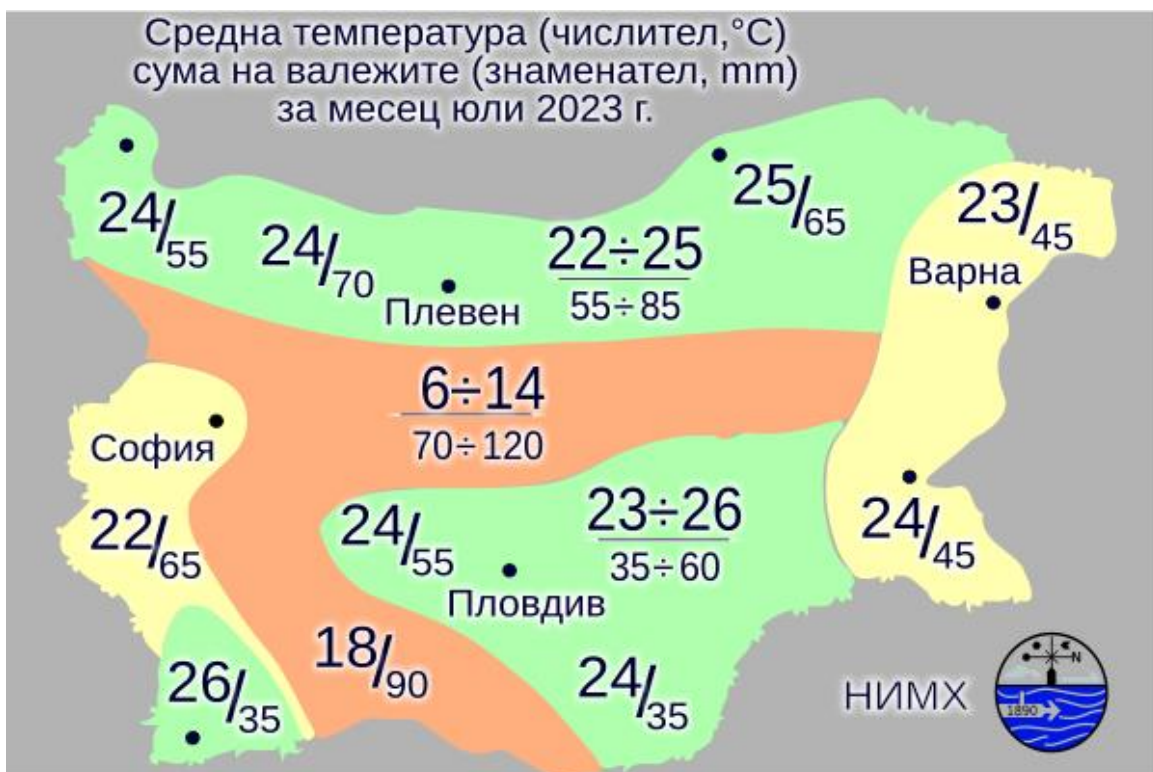 Средна температура (числител,°C)
сума на валежите (знаменател, mm)
за месец юли 2023 г.
24/55
24/70
Плевен
22÷25
55÷85
25/65
23/45
Варна
6÷14
70÷120
София
22/65
24/55
23÷26
35÷60
Пловдив
24/45
26/35
18/90
24/35
НИМХ
N
1890